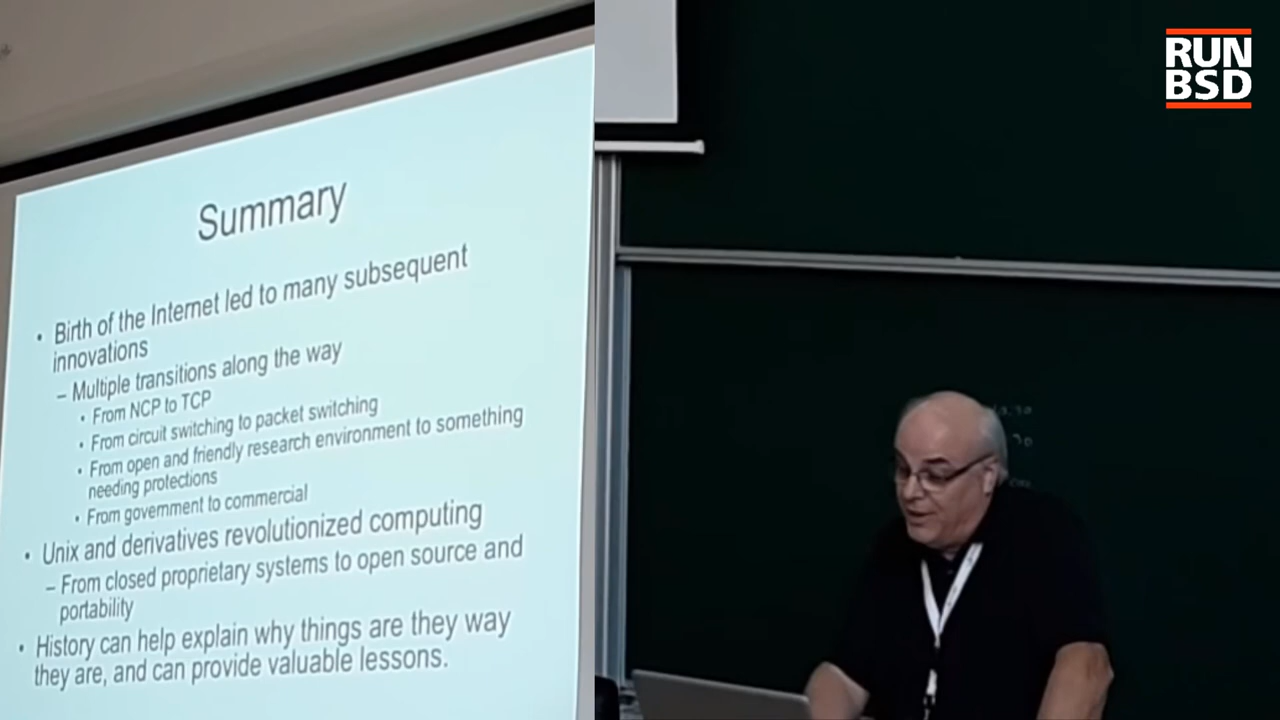 Summary
• Birth of the Internet led to many subsequent
innovations
– Multiple transitions along the way
• From NCP to TCP
• From circuit switching to packet switching
• From open and friendly research environment to something
needing protections
• From government to commercial
• Unix and derivatives revolutionized computing
– From closed proprietary systems to open source and
portability
• History can help explain why things are they way
they are, and can provide valuable lessons.
RUN
BSD